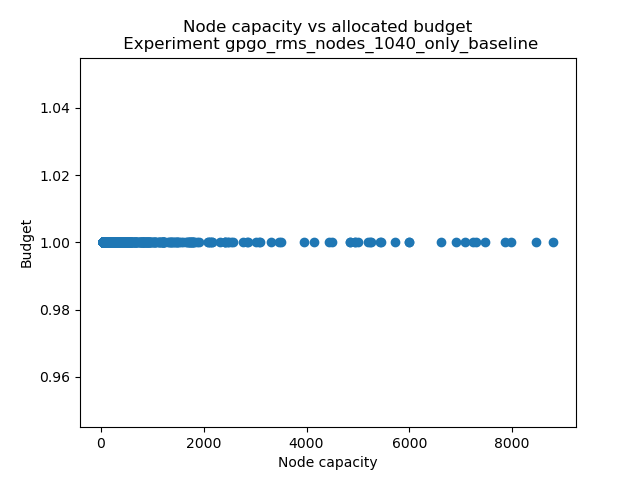 Node capacity vs allocated budget
Experiment gpgo_rms_nodes_1040_only_baseline
1.04
1.02
1.00
0.98
0.96
Budget
0
2000
4000
6000
8000
Node capacity